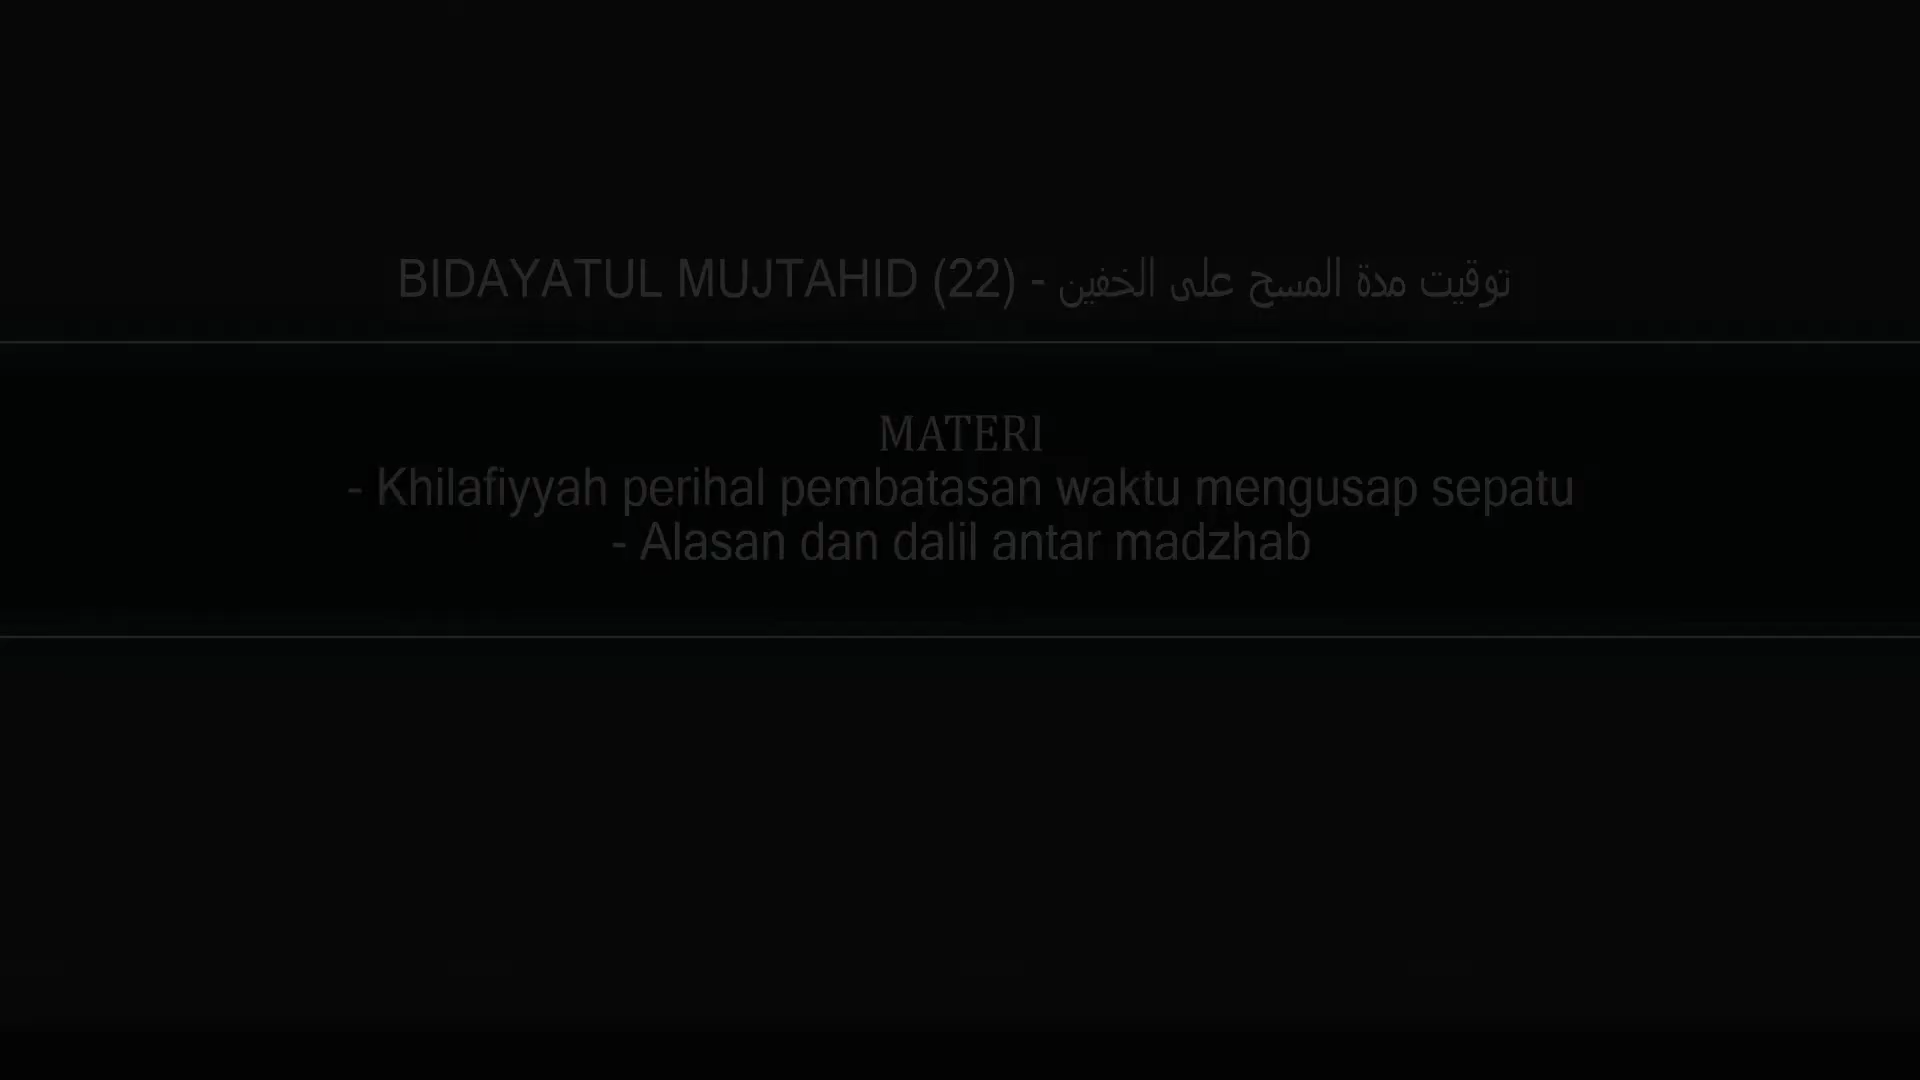 BIDAYATUL MUJTAHID (22) - توقيت مدة المسح على الخفين
MATERI
- Khilafiyyah perihal pembatasan waktu mengusap sepatu
- Alasan dan dalil antar madzhab